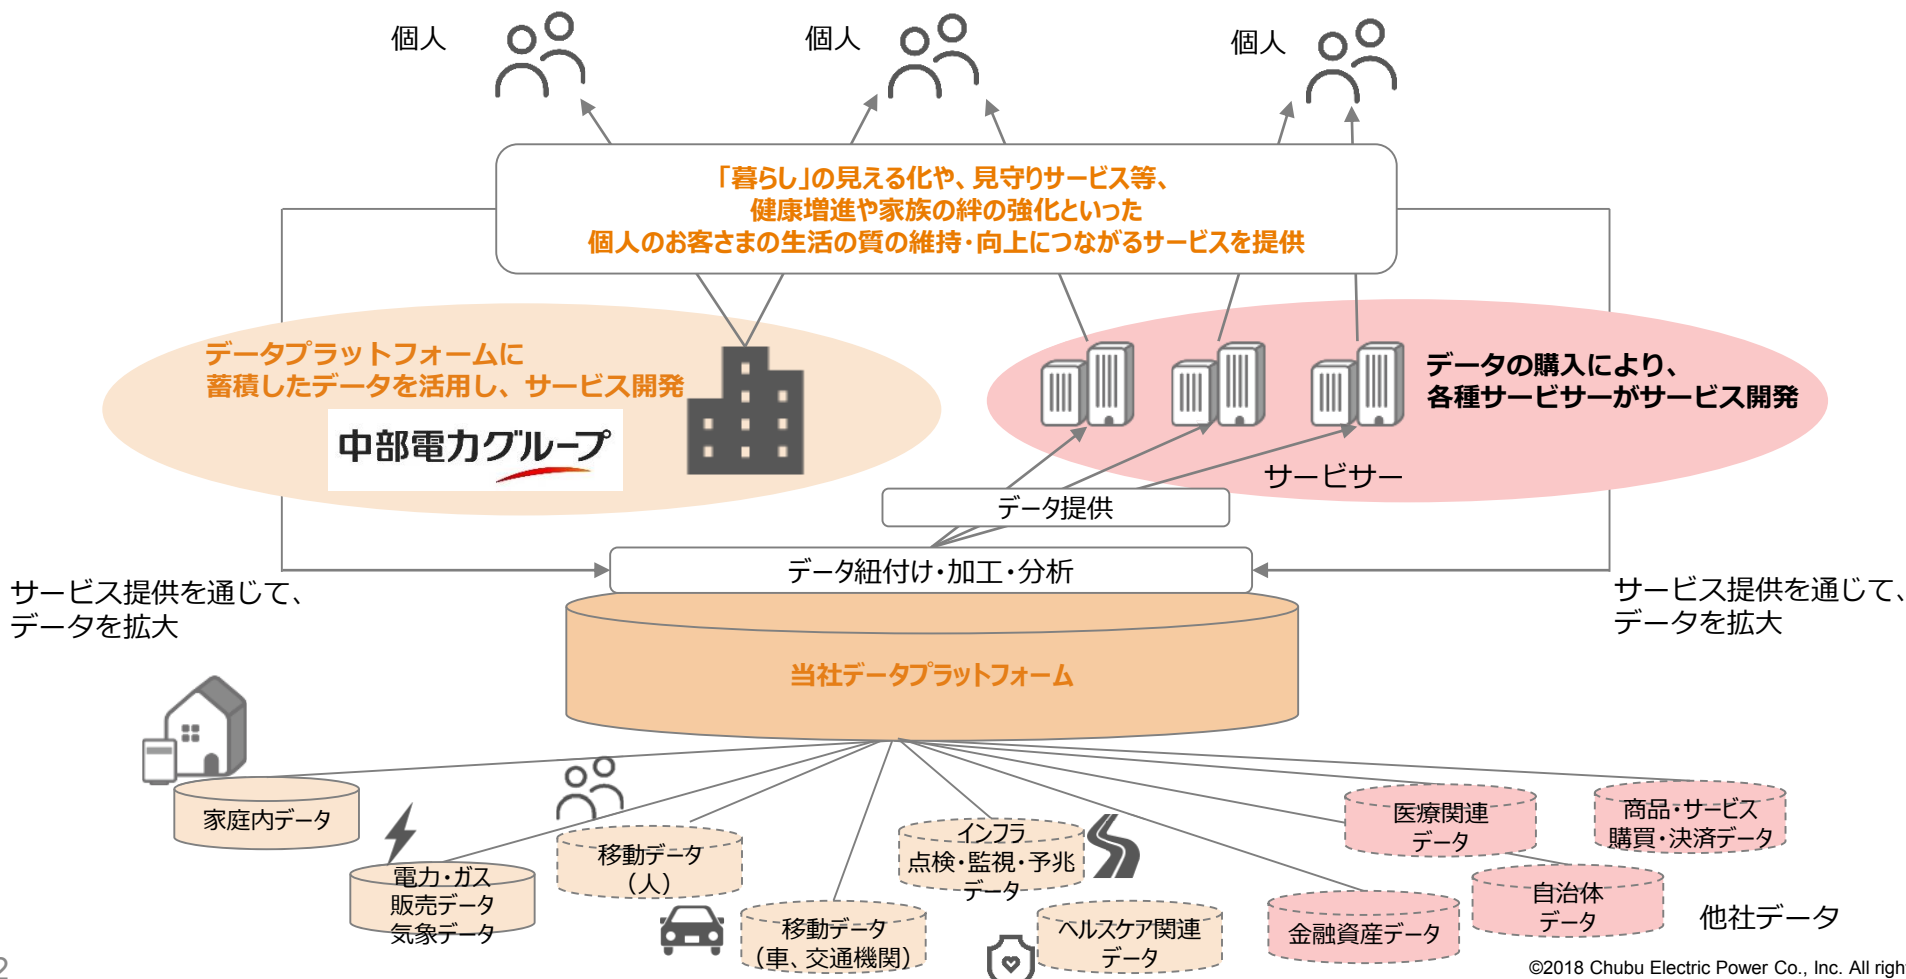 個人
個人
個人
「暮らし」の見える化や、見守りサービス等、
健康増進や家族の絆の強化といった
個人のお客さまの生活の質の維持・向上につながるサービスを提供
データプラットフォームに
蓄積したデータを活用し、サービス開発
中部電力グループ
データの購入により、
各種サービサーがサービス開発
サービサー
データ提供
データ紐付け・加工・分析
サービス提供を通じて、
データを拡大
サービス提供を通じて、
データを拡大
当社データプラットフォーム
家庭内データ
電力・ガス
販売データ
気象データ
移動データ
（人）
移動データ
（車、交通機関）
インフラ
点検・監視・予兆
データ
ヘルスケア関連
データ
金融資産データ
医療関連
データ
自治体
データ
商品・サービス
購買・決済データ
他社データ
2
©2018 Chubu Electric Power Co., Inc. All righ